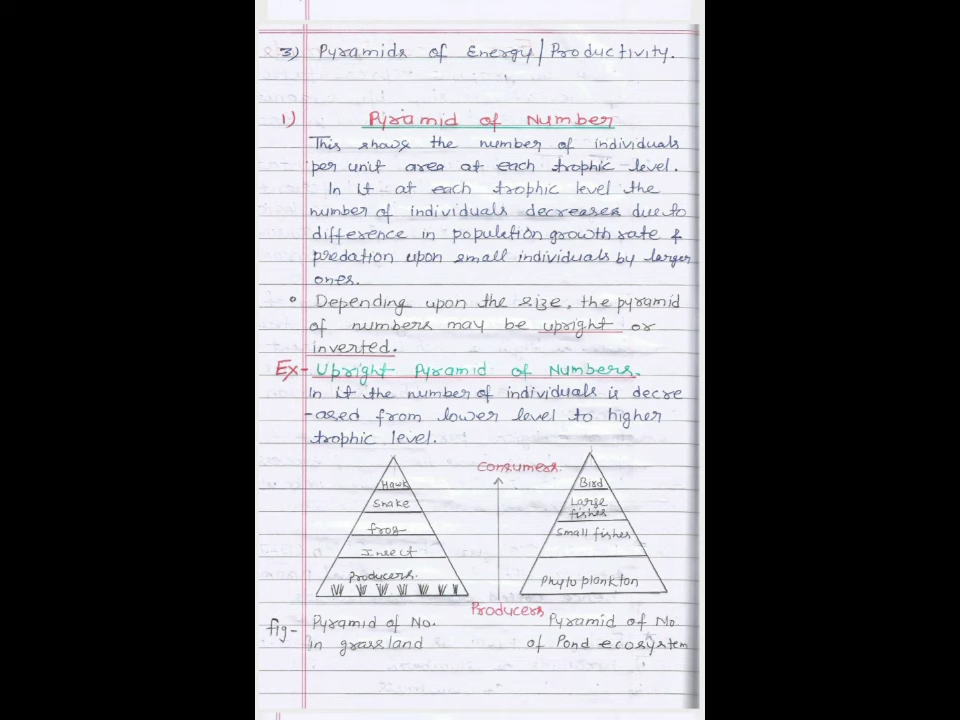 3) Pyramids of Energy/Productivity.
1) Pyramid of Number
This shows the number of individuals
per unit area at each trophic level.
In it at each trophic level the
number of individuals decreases due to
difference in population growth rate &
predation upon small individuals by larger
ones.
• Depending upon the size, the pyramid
of numbers may be upright or
inverted.
Ex- Upright Pyramid of Numbers.
In it the number of individuals is decre
-ased from lower level to higher
trophic level.
Consumers
Hawk
Snake
frog
Insect
Producers.
Bird
Large
fishes
Small fishes
Phyto plankton
Producers
fig- Pyramid of No.
in grassland
Pyramid of No
of Pond ecosystem